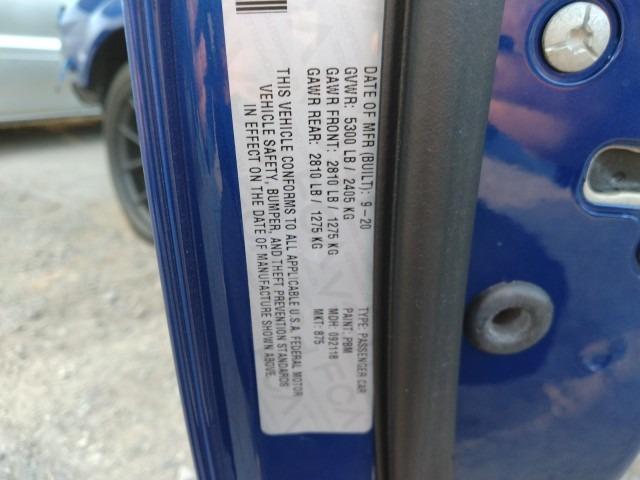 DATE OF MFR (BUILT): 9-20
GVWR: 5300 LB / 2405 KG
GAWR FRONT: 2810 LB / 1275 KG
GAWR REAR: 2810 LB / 1275 KG
TYPE: PASSENGER CAR
PAINT: PBM
MDH: 092118
MKT: 875
THIS VEHICLE CONFORMS TO ALL APPLICABLE U.S.A. FEDERAL MOTOR
VEHICLE SAFETY, BUMPER, AND THEFT PREVENTION STANDARDS
IN EFFECT ON THE DATE OF MANUFACTURE SHOWN ABOVE.
FCA